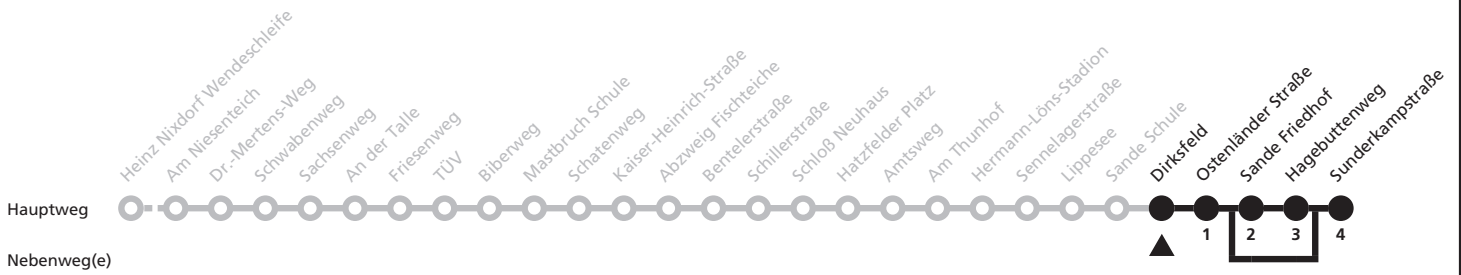 Heinz Nixdorf Wendeschleife
Am Niesenteich
Dr.-Mertens-Weg
Schwabenweg
Sachsenweg
An der Talle
Friesenweg
TÜV
Biberweg
Mastbruch Schule
Schatenweg
Kaiser-Heinrich-Straße
Abzweig Fischteiche
Bentelerstraße
Schillerstraße
Schloß Neuhaus
Hatzfelder Platz
Amtsweg
Am Thunhof
Hermann-Löns-Stadion
Sennelagerstraße
Lippesee
Sande Schule
Dirksfeld
Ostenländer Straße
Sande Friedhof
Hagebuttenweg
Sunderkampstraße
Hauptweg
1 2 3 4
Nebenweg(e)